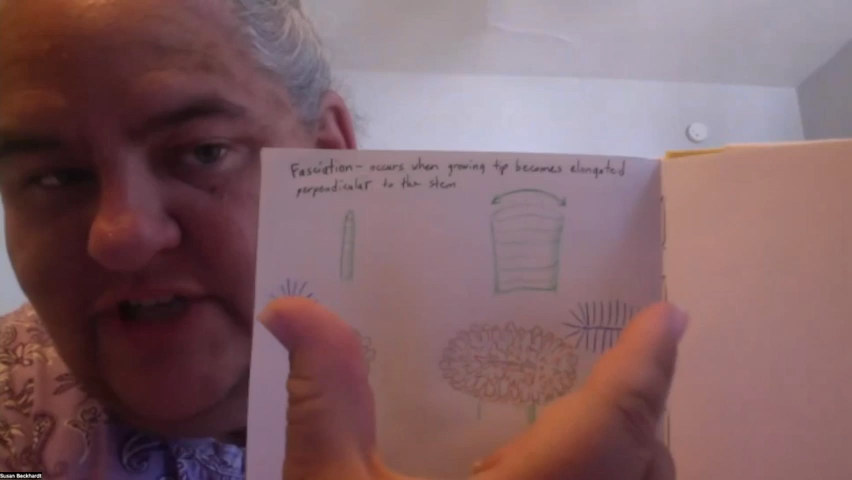 Fasciation - occurs when growing tip becomes elongated
perpendicular to the stem
Susan Beckhardt